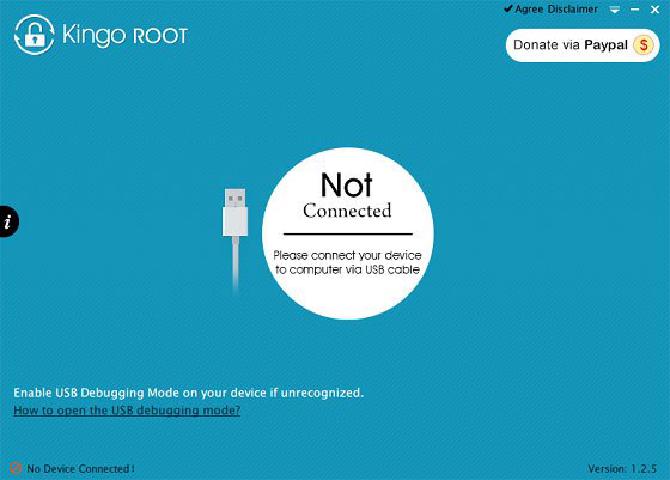 ✔Agree Disclaimer
Kingo ROOT
Donate via Paypal $
Not
Connected
Please connect your device
to computer via USB cable
i
Enable USB Debugging Mode on your device if unrecognized.
How to open the USB debugging mode?
No Device Connected!
Version: 1.2.5